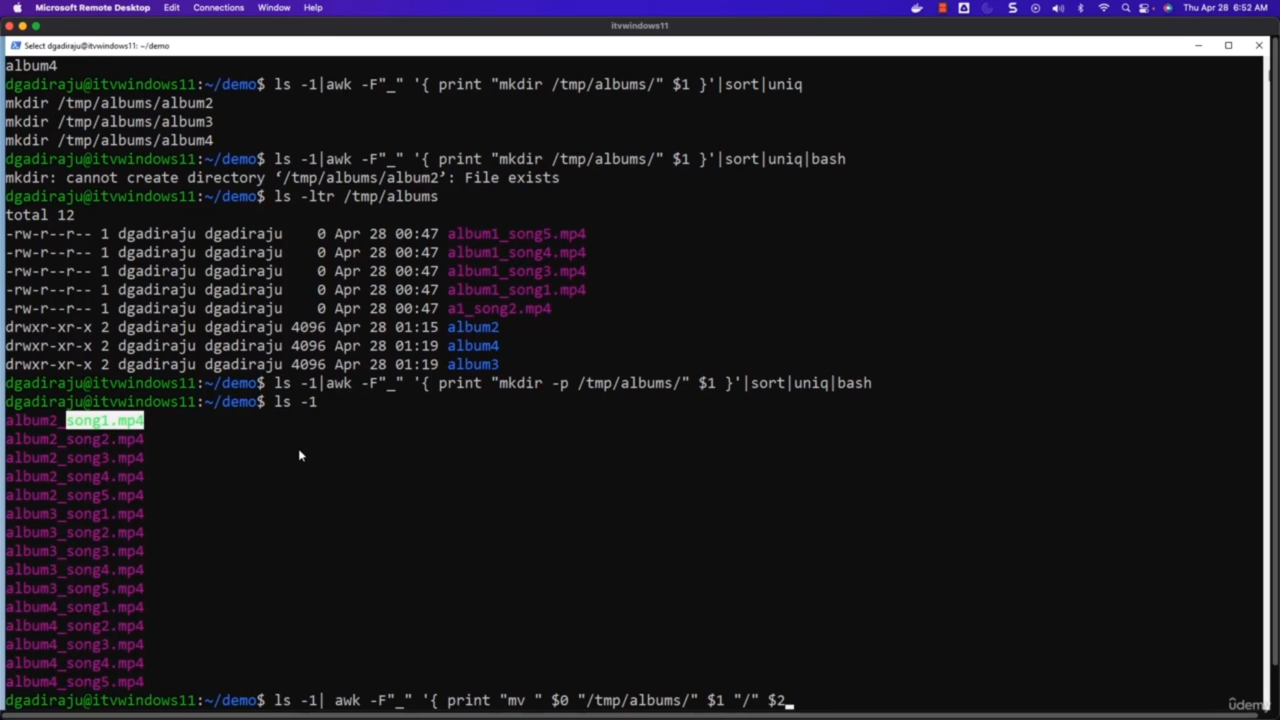 Microsoft Remote Desktop Edit Connections Window Help Thu Apr 28 6:52 AM
itvwindows11
Select dgadiraju@itvwindows11: ~/demo
album4
dgadiraju@itvwindows11:~/demo$ ls -1|awk -F"_" '{ print "mkdir /tmp/albums/" $1 }'|sort|uniq
mkdir /tmp/albums/album2
mkdir /tmp/albums/album3
mkdir /tmp/albums/album4
dgadiraju@itvwindows11:~/demo$ ls -1|awk -F"_" '{ print "mkdir /tmp/albums/" $1 }'|sort|uniq|bash
mkdir: cannot create directory ‘/tmp/albums/album2’: File exists
dgadiraju@itvwindows11:~/demo$ ls -ltr /tmp/albums
total 12
-rw-r--r-- 1 dgadiraju dgadiraju    0 Apr 28 00:47 album1_song5.mp4
-rw-r--r-- 1 dgadiraju dgadiraju    0 Apr 28 00:47 album1_song4.mp4
-rw-r--r-- 1 dgadiraju dgadiraju    0 Apr 28 00:47 album1_song3.mp4
-rw-r--r-- 1 dgadiraju dgadiraju    0 Apr 28 00:47 album1_song1.mp4
-rw-r--r-- 1 dgadiraju dgadiraju    0 Apr 28 00:47 a1_song2.mp4
drwxr-xr-x 2 dgadiraju dgadiraju 4096 Apr 28 01:15 album2
drwxr-xr-x 2 dgadiraju dgadiraju 4096 Apr 28 01:19 album4
drwxr-xr-x 2 dgadiraju dgadiraju 4096 Apr 28 01:19 album3
dgadiraju@itvwindows11:~/demo$ ls -1|awk -F"_" '{ print "mkdir -p /tmp/albums/" $1 }'|sort|uniq|bash
dgadiraju@itvwindows11:~/demo$ ls -1
album2_song1.mp4
album2_song2.mp4
album2_song3.mp4
album2_song4.mp4
album2_song5.mp4
album3_song1.mp4
album3_song2.mp4
album3_song3.mp4
album3_song4.mp4
album3_song5.mp4
album4_song1.mp4
album4_song2.mp4
album4_song3.mp4
album4_song4.mp4
album4_song5.mp4
dgadiraju@itvwindows11:~/demo$ ls -1| awk -F"_" '{ print "mv " $0 "/tmp/albums/" $1 "/" $2
udemy